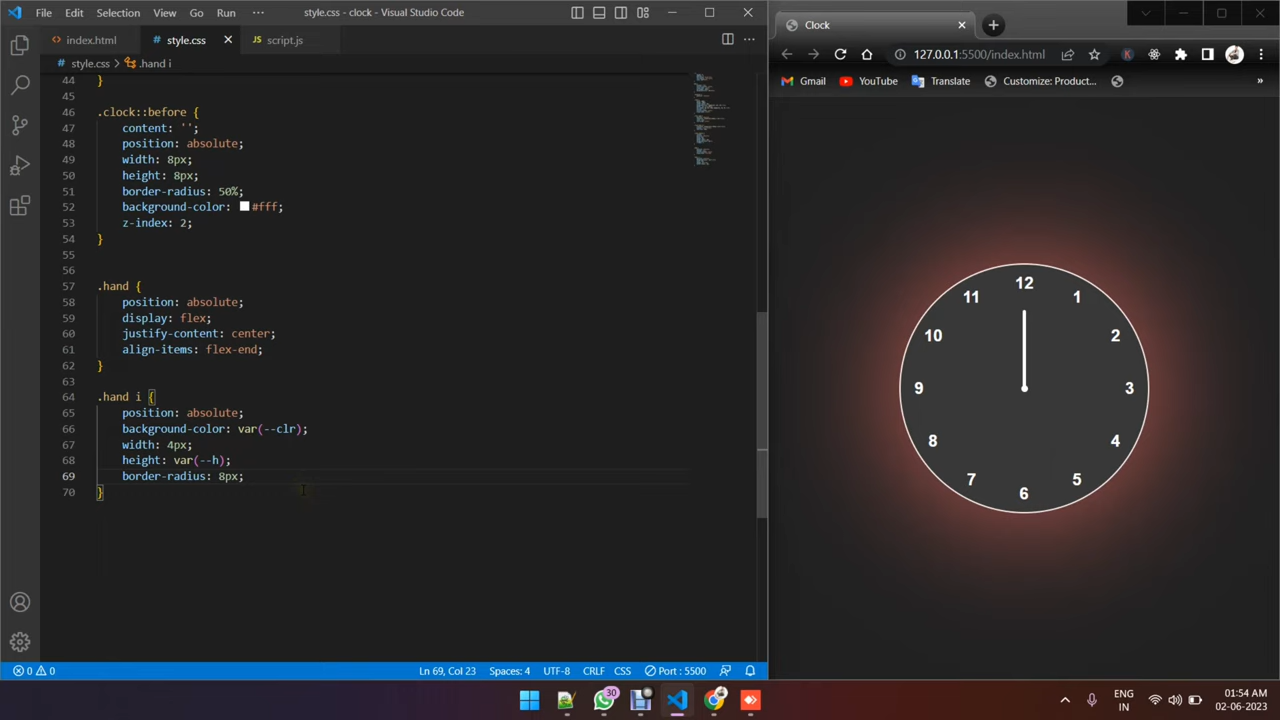 File Edit Selection View Go Run ··· style.css - clock - Visual Studio Code
index.html style.css JS script.js
style.css > .hand i
44 }
45
46 .clock::before {
47 content: '';
48 position: absolute;
49 width: 8px;
50 height: 8px;
51 border-radius: 50%;
52 background-color: #fff;
53 z-index: 2;
54 }
55
56
57 .hand {
58 position: absolute;
59 display: flex;
60 justify-content: center;
61 align-items: flex-end;
62 }
63
64 .hand i {
65 position: absolute;
66 background-color: var(--clr);
67 width: 4px;
68 height: var(--h);
69 border-radius: 8px;
70 }
0 0 Ln 69, Col 23 Spaces: 4 UTF-8 CRLF CSS Port : 5500
Clock
127.0.0.1:5500/index.html K
Gmail YouTube Translate Customize: Product... »
12
11 1
10 2
9 3
8 4
7 5
6
30
ENG
IN
01:54 AM
02-06-2023